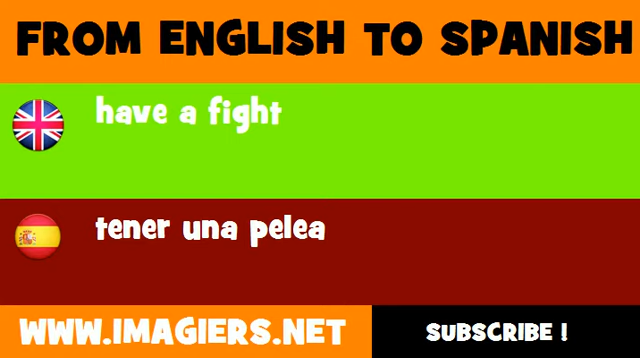 FROM ENGLISH TO SPANISH
have a fight
tener una pelea
WWW.IMAGIERS.NET
SUBSCRIBE !